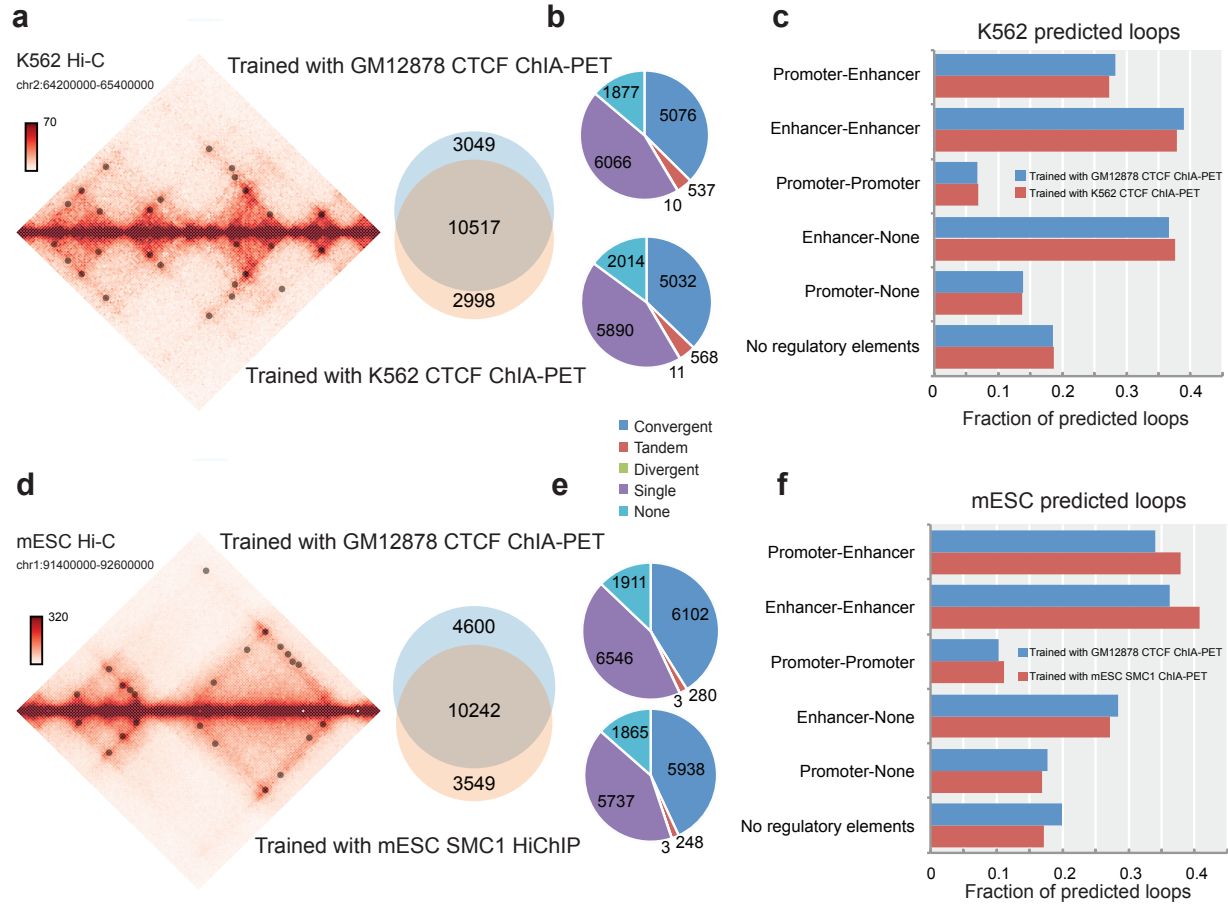 a
K562 Hi-C
chr2:64200000-65400000
70
Trained with GM12878 CTCF ChIA-PET
3049
10517
2998
Trained with K562 CTCF ChIA-PET
b
1877
5076
6066
537
10
2014
5032
5890
568
11
Convergent
Tandem
Divergent
Single
None
c
K562 predicted loops
Promoter-Enhancer
Enhancer-Enhancer
Promoter-Promoter
Enhancer-None
Promoter-None
No regulatory elements
Trained with GM12878 CTCF ChIA-PET
Trained with K562 CTCF ChIA-PET
0 0.1 0.2 0.3 0.4
Fraction of predicted loops
d
mESC Hi-C
chr1:91400000-92600000
320
Trained with GM12878 CTCF ChIA-PET
4600
10242
3549
Trained with mESC SMC1 HiChIP
e
1911
6102
6546
280
3
1865
5938
5737
248
3
f
mESC predicted loops
Promoter-Enhancer
Enhancer-Enhancer
Promoter-Promoter
Enhancer-None
Promoter-None
No regulatory elements
Trained with GM12878 CTCF ChIA-PET
Trained with mESC SMC1 ChIA-PET
0 0.1 0.2 0.3 0.4
Fraction of predicted loops